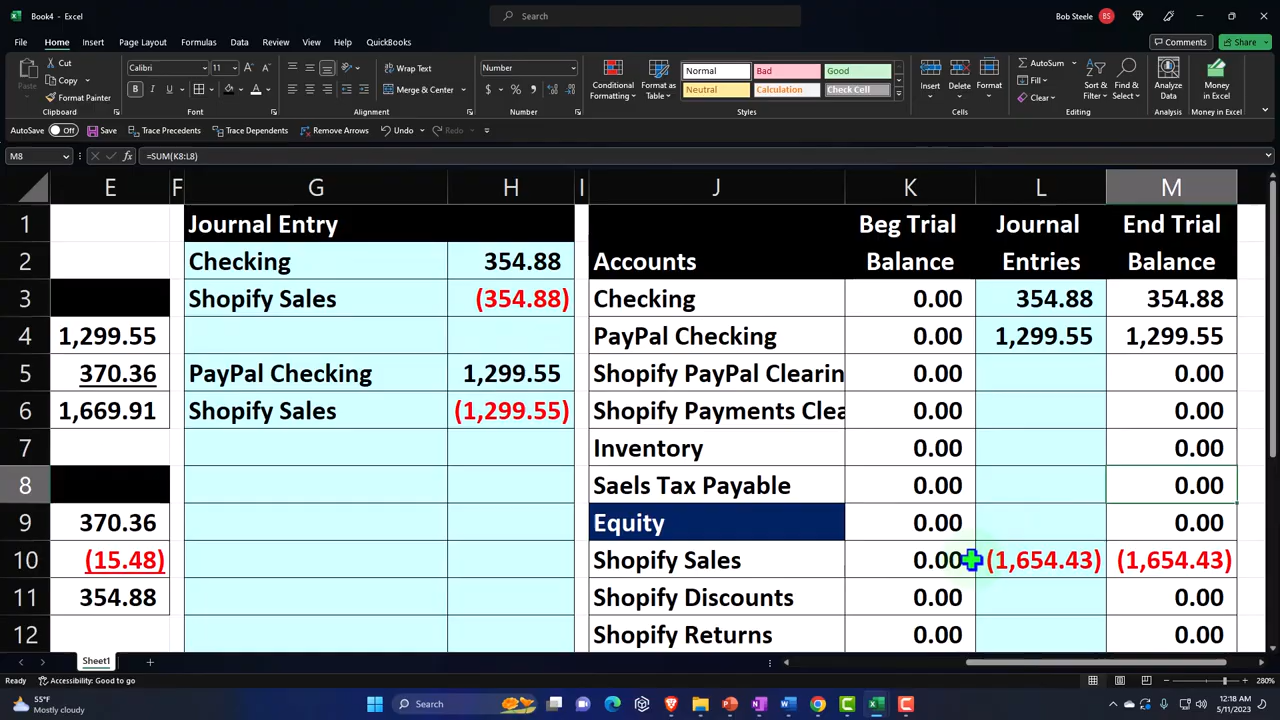 Book4 - Excel
Search
Bob Steele
BS
File Home Insert Page Layout Formulas Data Review View Help QuickBooks
Comments
Share
Paste
Cut
Copy
Format Painter
Clipboard
Calibri
11
Font
Wrap Text
Merge & Center
Alignment
Number
Number
Conditional Formatting
Format as Table
Normal
Bad
Good
Neutral
Calculation
Check Cell
Styles
Insert
Delete
Format
Cells
AutoSum
Fill
Clear
Sort & Filter
Find & Select
Editing
Analyze Data
Analysis
Money in Excel
Money in Excel
AutoSave Off Save Trace Precedents Trace Dependents Remove Arrows Undo Redo
M8
=SUM(K8:L8)
E F G H I J K L M
1 Journal Entry Beg Trial Journal End Trial
2 Checking 354.88 Accounts Balance Entries Balance
3 Shopify Sales (354.88) Checking 0.00 354.88 354.88
4 1,299.55 PayPal Checking 0.00 1,299.55 1,299.55
5 370.36 PayPal Checking 1,299.55 Shopify PayPal Clearin 0.00 0.00
6 1,669.91 Shopify Sales (1,299.55) Shopify Payments Clea 0.00 0.00
7 Inventory 0.00 0.00
8 Saels Tax Payable 0.00 0.00
9 370.36 Equity 0.00 0.00
10 (15.48) Shopify Sales 0.00 (1,654.43) (1,654.43)
11 354.88 Shopify Discounts 0.00 0.00
12 Shopify Returns 0.00 0.00
Sheet1
Ready
Accessibility: Good to go
280%
55°F
Mostly cloudy
Search
12:18 AM
5/11/2023